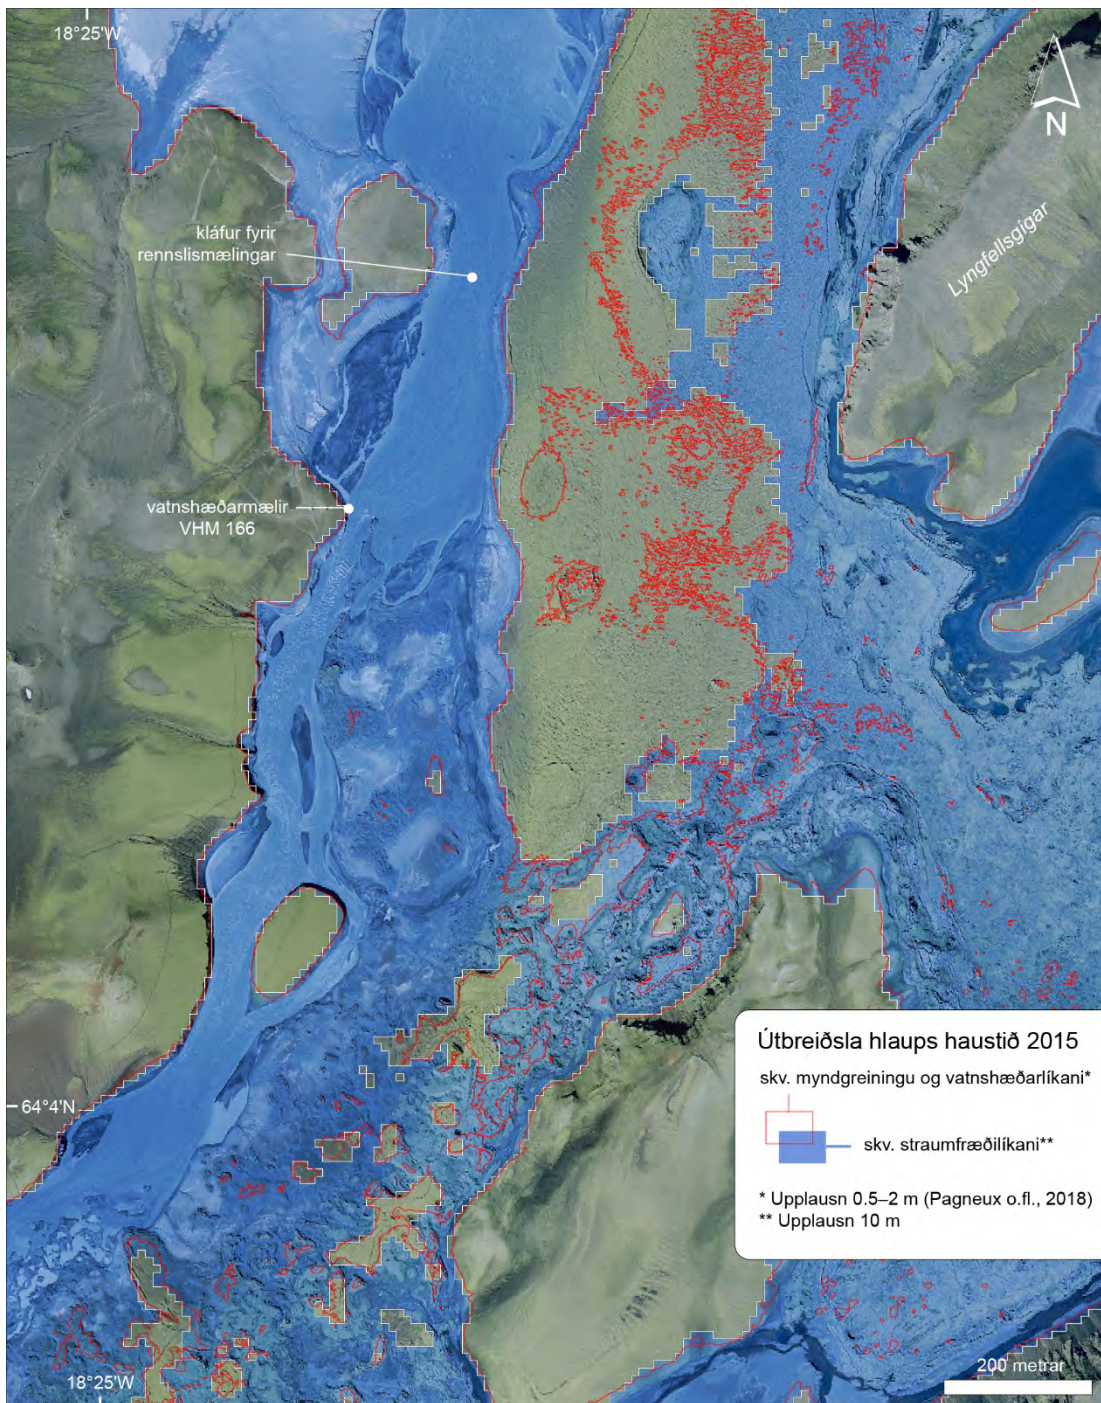 18°25'W
N
kláfur fyrir
rennslismælingar
Lyngfellsgígar
vatnshæðarmælir
VHM 166
Útbreiðsla hlaups haustið 2015
skv. myndgreiningu og vatnshæðarlíkani*
skv. straumfræðilíkani**
* Upplausn 0.5–2 m (Pagneux o.fl., 2018)
** Upplausn 10 m
64°4'N
200 metrar
18°25'W